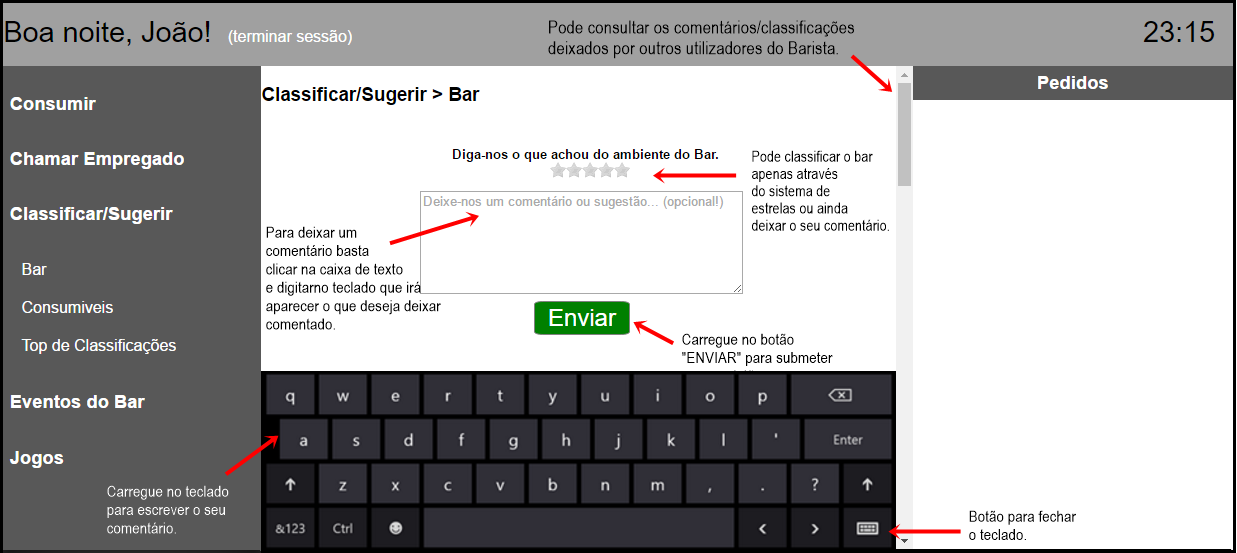 Boa noite, João! (terminar sessão)
Pode consultar os comentários/classificações
deixados por outros utilizadores do Barista.
23:15
Consumir
Chamar Empregado
Classificar/Sugerir
Bar
Consumiveis
Top de Classificações
Eventos do Bar
Jogos
Carregue no teclado
para escrever o seu
comentário.
Classificar/Sugerir > Bar
Diga-nos o que achou do ambiente do Bar.
Pode classificar o bar
apenas através
do sistema de
estrelas ou ainda
deixar o seu comentário.
Deixe-nos um comentário ou sugestão... (opcional!)
Para deixar um
comentário basta
clicar na caixa de texto
e digitarno teclado que irá
aparecer o que deseja deixar
comentado.
Enviar
Carregue no botão
"ENVIAR" para submeter
q w e r t y u i o p
a s d f g h j k l ' Enter
z x c v b n m , . ?
&123 Ctrl < >
Pedidos
Botão para fechar
o teclado.